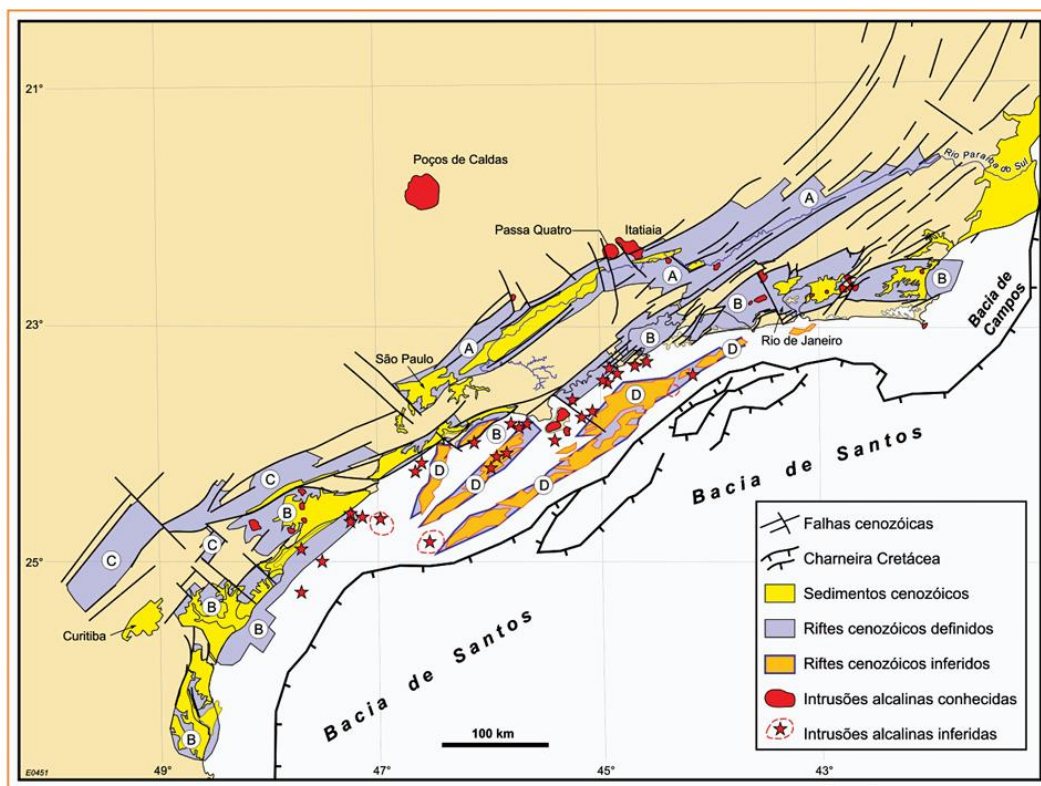 21°
Poços de Caldas
Rio Paraíba do Sul
A
Passa Quatro
Itatiaia
A
B
B
Bacia de
Campos
23°
A
São Paulo
B
Rio de Janeiro
D
D
B
D
D
D
Bacia de Santos
C
B
C
C
25°
B
B
Curitiba
B
Bacia de Santos
100 km
Falhas cenozóicas
Charneira Cretácea
Sedimentos cenozóicos
Riftes cenozóicos definidos
Riftes cenozóicos inferidos
Intrusões alcalinas conhecidas
Intrusões alcalinas inferidas
E0451
49°
47°
45°
43°